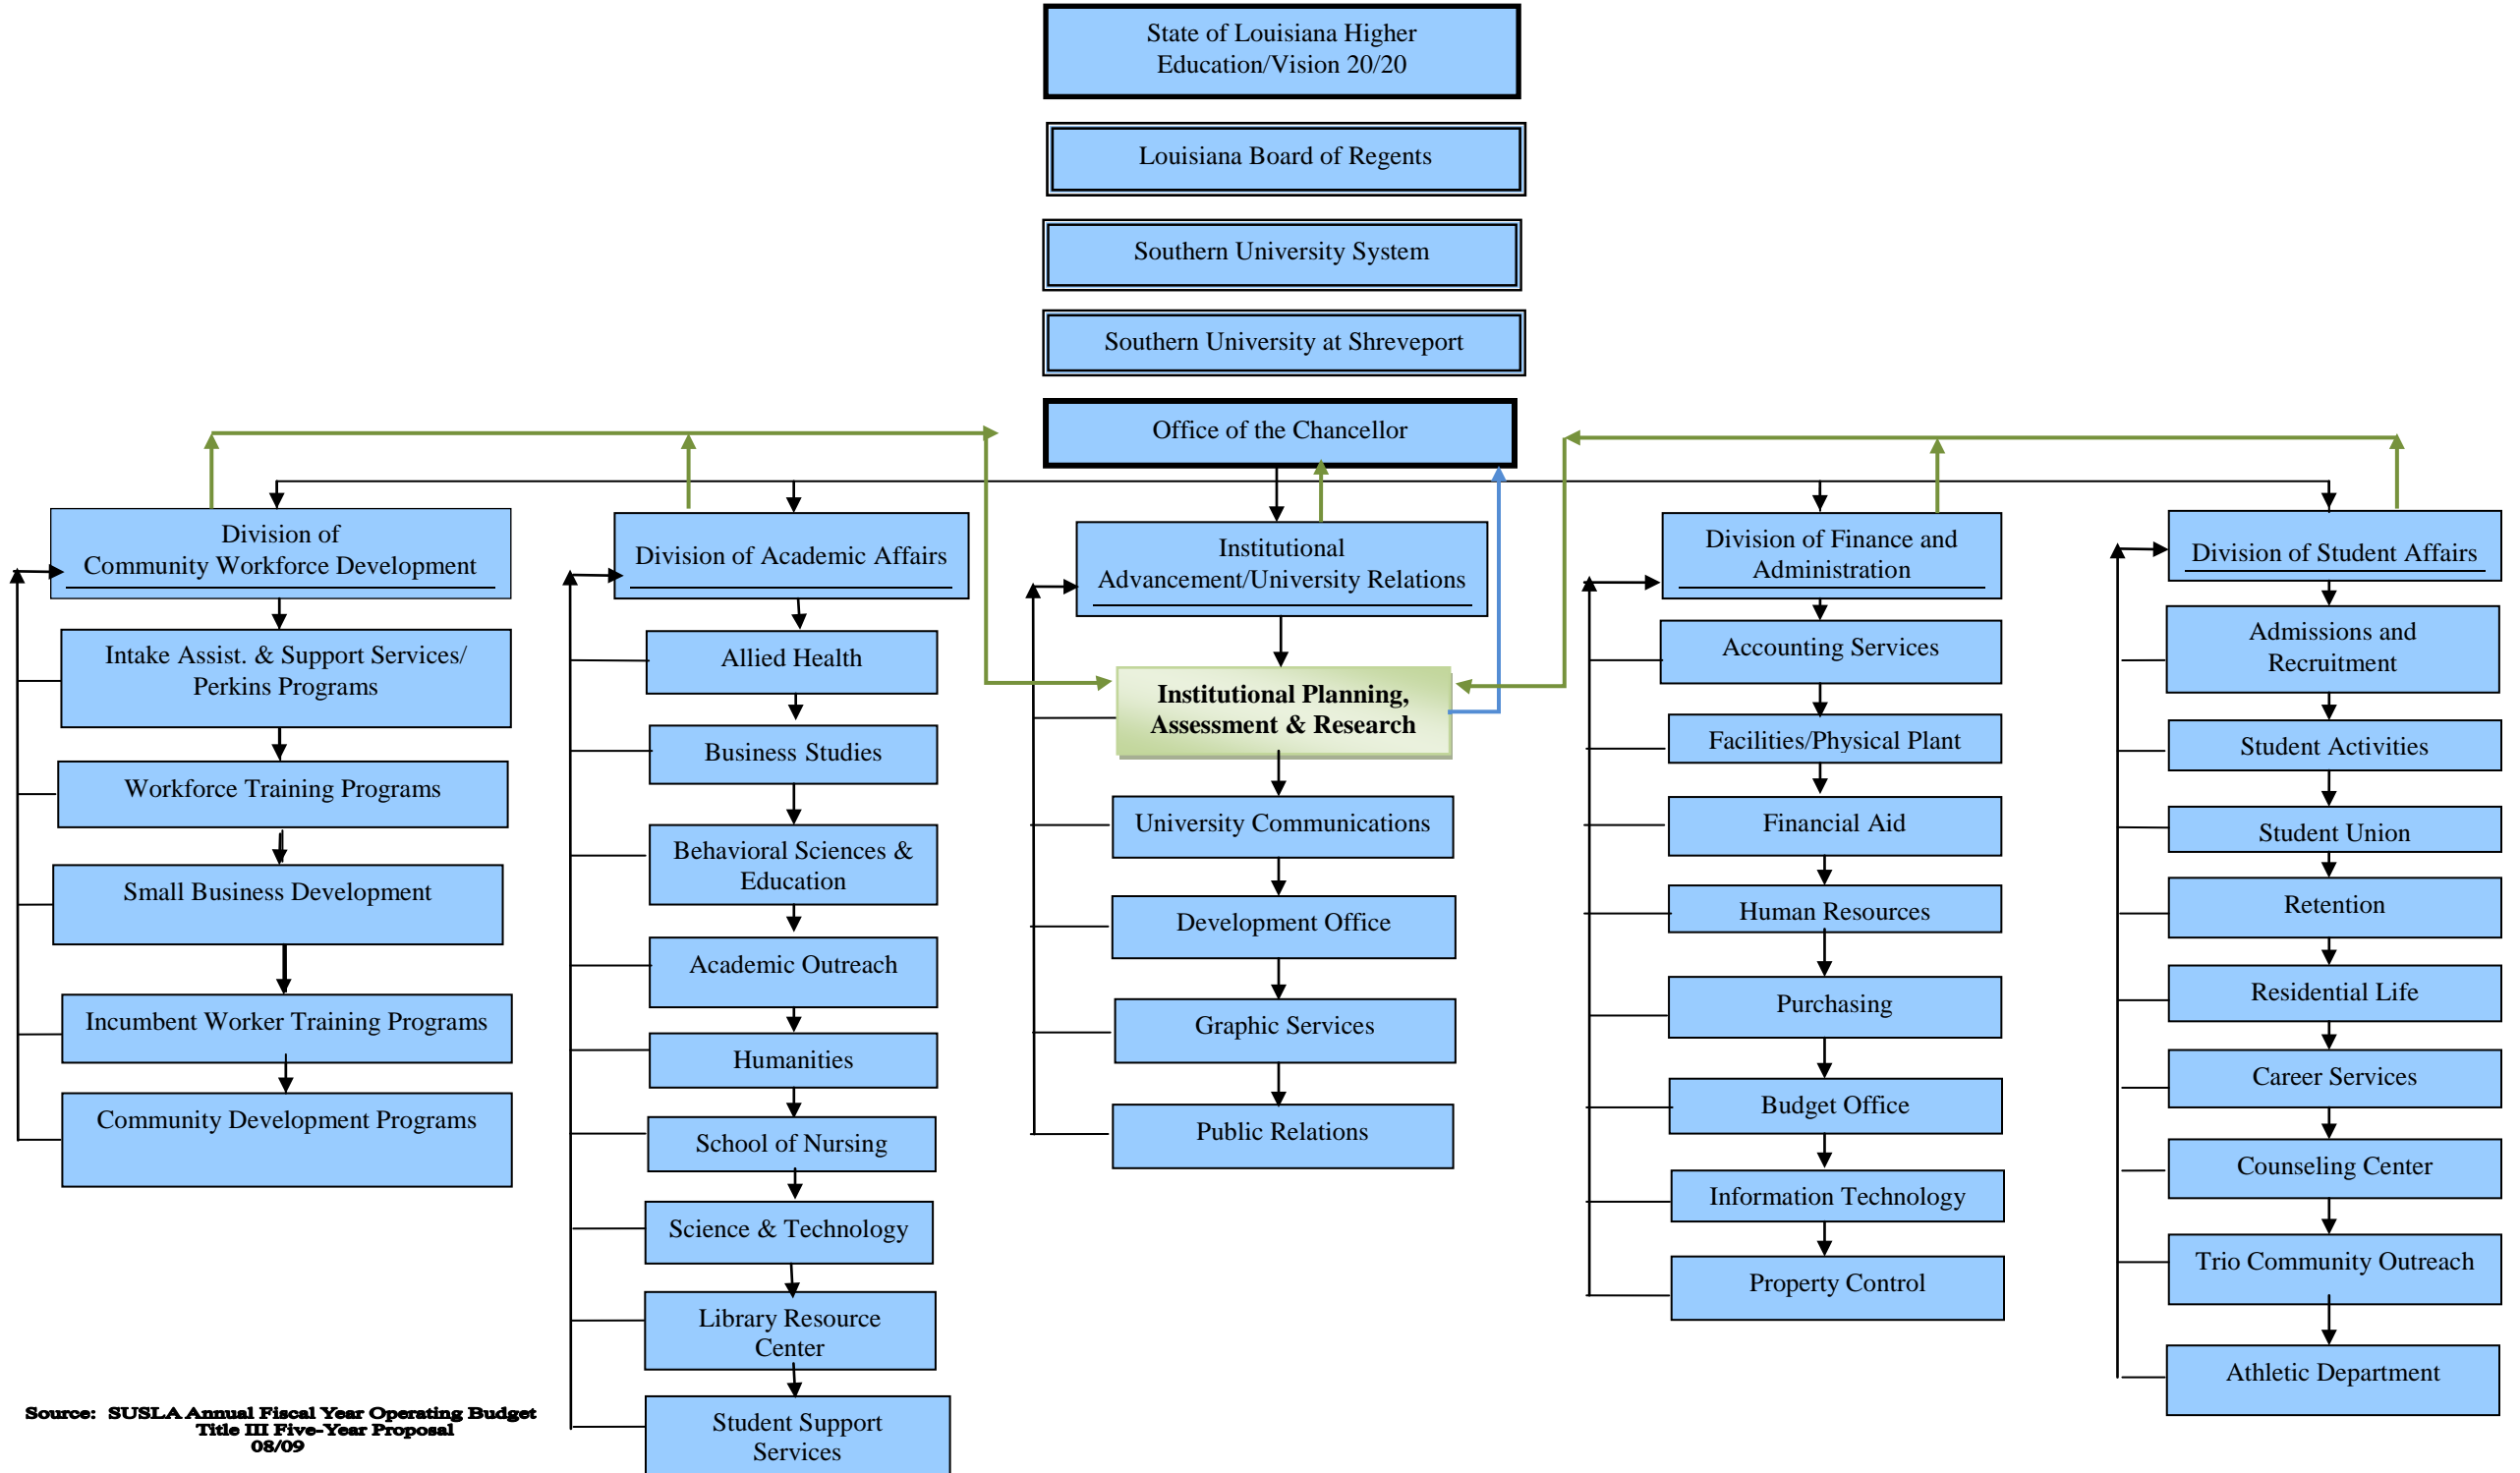 State of Louisiana Higher
Education/Vision 20/20
Louisiana Board of Regents
Southern University System
Southern University at Shreveport
Office of the Chancellor
Division of
Community Workforce Development
Intake Assist. & Support Services/
Perkins Programs
Workforce Training Programs
Small Business Development
Incumbent Worker Training Programs
Community Development Programs
Division of Academic Affairs
Allied Health
Business Studies
Behavioral Sciences &
Education
Academic Outreach
Humanities
School of Nursing
Science & Technology
Library Resource
Center
Student Support
Services
Institutional
Advancement/University Relations
Institutional Planning,
Assessment & Research
University Communications
Development Office
Graphic Services
Public Relations
Division of Finance and
Administration
Accounting Services
Facilities/Physical Plant
Financial Aid
Human Resources
Purchasing
Budget Office
Information Technology
Property Control
Division of Student Affairs
Admissions and
Recruitment
Student Activities
Student Union
Retention
Residential Life
Career Services
Counseling Center
Trio Community Outreach
Athletic Department
Source: SUSLA Annual Fiscal Year Operating Budget
Title III Five-Year Proposal
08/09